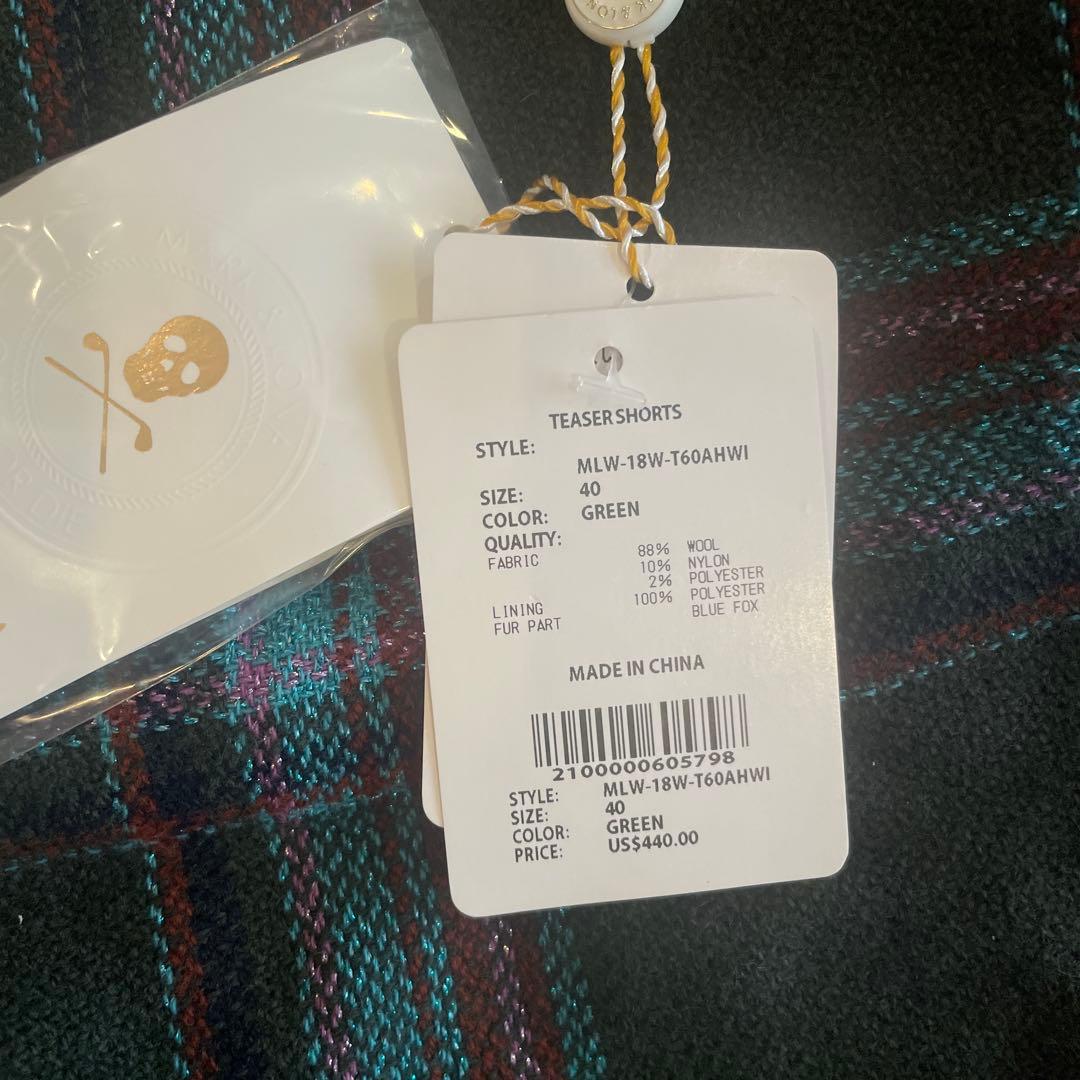 TEASER SHORTS
STYLE:
MLW-18W-T60AHWI
SIZE: 40
COLOR: GREEN
QUALITY:
FABRIC 88% WOOL
10% NYLON
2% POLYESTER
LINING 100% POLYESTER
FUR PART BLUE FOX
MADE IN CHINA
2100000605798
STYLE: MLW-18W-T60AHWI
SIZE: 40
COLOR: GREEN
PRICE: US$440.00